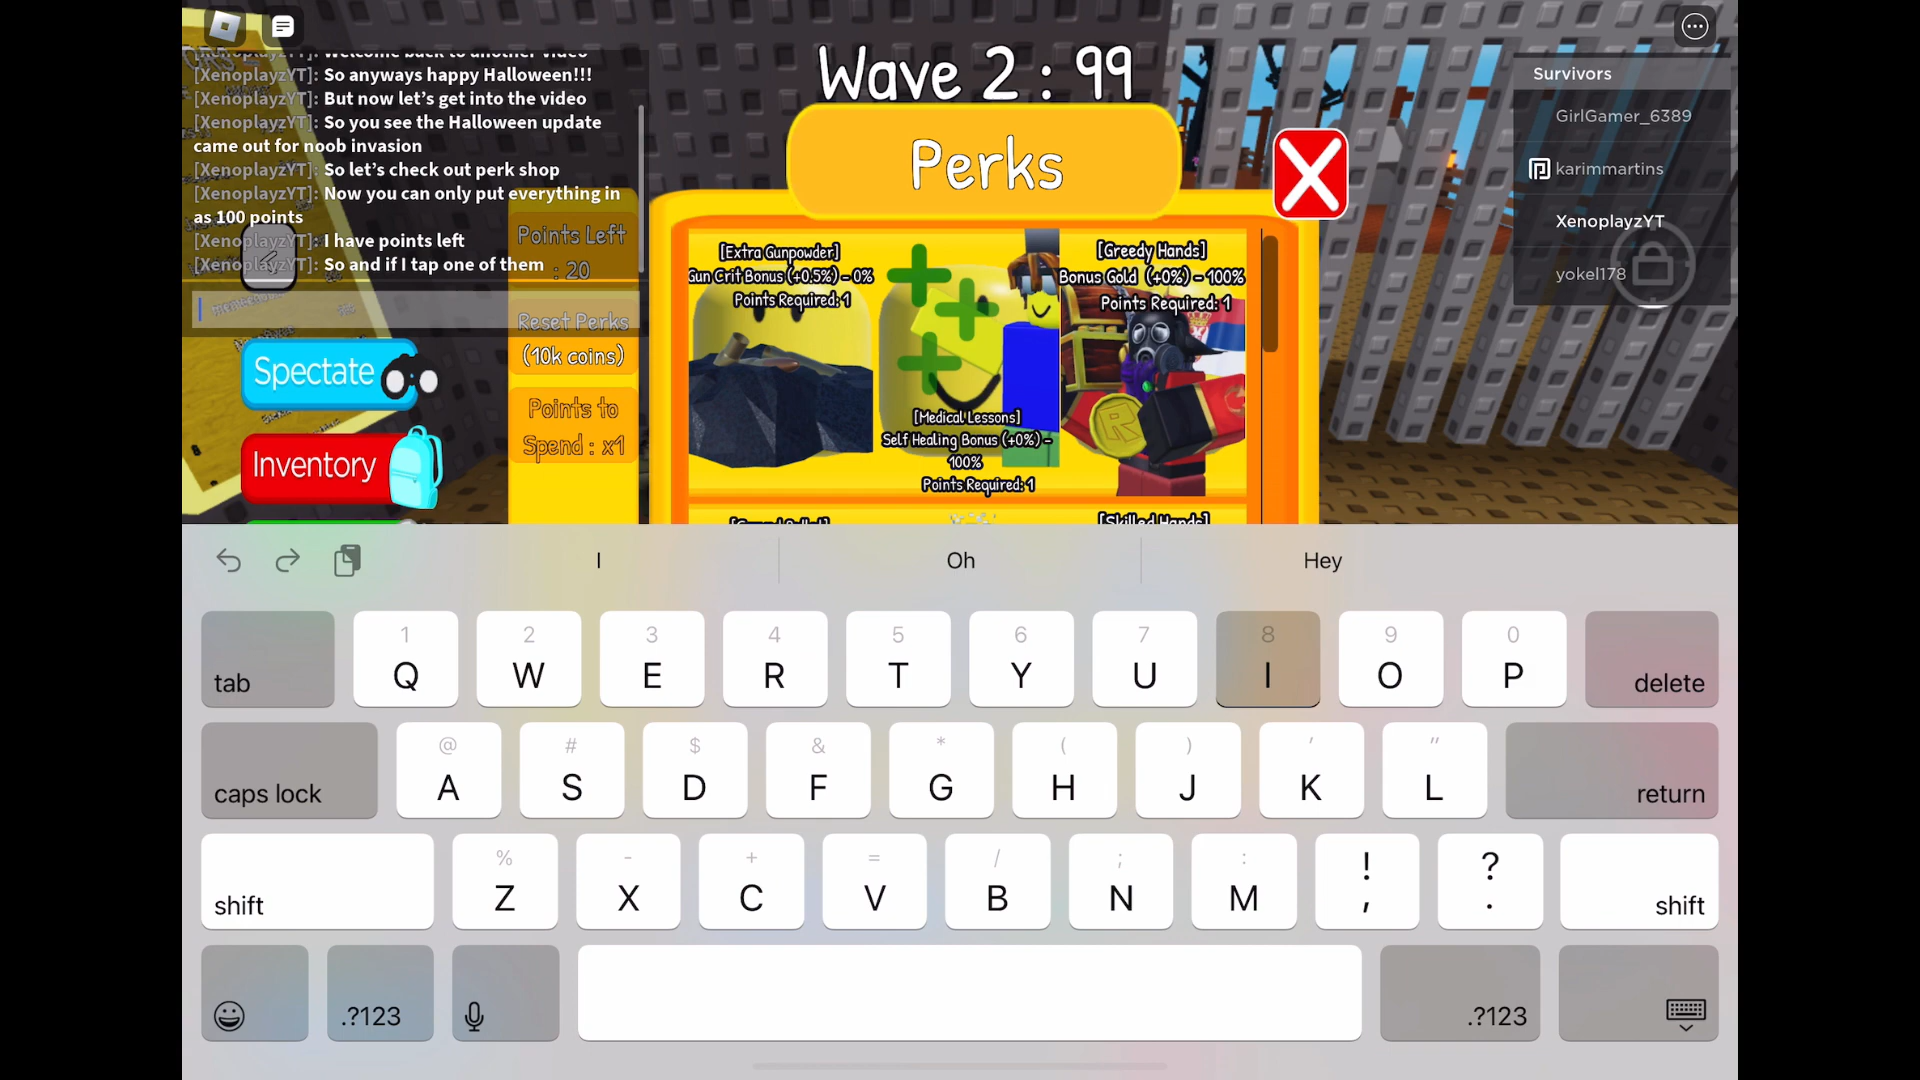 [XenoplayzYT]: Welcome back to another video
[XenoplayzYT]: So anyways happy Halloween!!!
[XenoplayzYT]: But now let's get into the video
[XenoplayzYT]: So you see the Halloween update
came out for noob invasion
[XenoplayzYT]: So let's check out perk shop
[XenoplayzYT]: Now you can only put everything in
as 100 points
[XenoplayzYT]: I have points left
[XenoplayzYT]: So and if I tap one of them
Wave 2 : 99
Perks
Survivors
GirlGamer_6389
karimmartins
XenoplayzYT
yokel178
Points Left
: 20
Reset Perks
(10k coins)
Points to
Spend : x1
Spectate
Inventory
[Extra Gunpowder]
Gun Crit Bonus (+0.5%) - 0%
Points Required: 1
[Medical Lessons]
Self Healing Bonus (+0%) -
100%
Points Required: 1
[Greedy Hands]
Bonus Gold (+0%) - 100%
Points Required: 1
[Skilled Hands]
I Oh Hey
tab 1 Q 2 W 3 E 4 R 5 T 6 Y 7 U 8 I 9 O 0 P delete
caps lock @ A # S $ D & F * G ( H ) J ' K " L return
shift % Z - X + C = V / B ; N : M ! , ? . shift
.?123 .?123